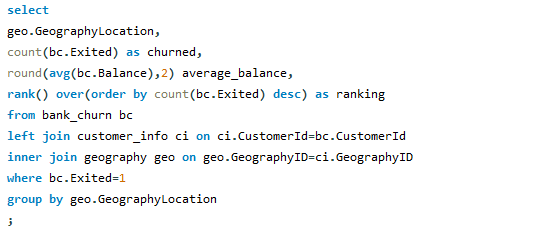 select
geo.GeographyLocation,
count(bc.Exited) as churned,
round(avg(bc.Balance),2) average_balance,
rank() over(order by count(bc.Exited) desc) as ranking
from bank_churn bc
left join customer_info ci on ci.CustomerId=bc.CustomerId
inner join geography geo on geo.GeographyID=ci.GeographyID
where bc.Exited=1
group by geo.GeographyLocation
;